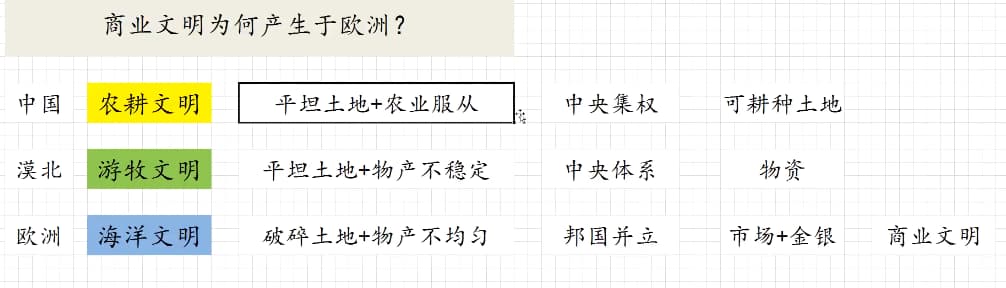 商业文明为何产生于欧洲？
中国 农耕文明 平坦土地+农业服从 中央集权 可耕种土地
漠北 游牧文明 平坦土地+物产不稳定 中央体系 物资
欧洲 海洋文明 破碎土地+物产不均匀 邦国并立 市场+金银 商业文明